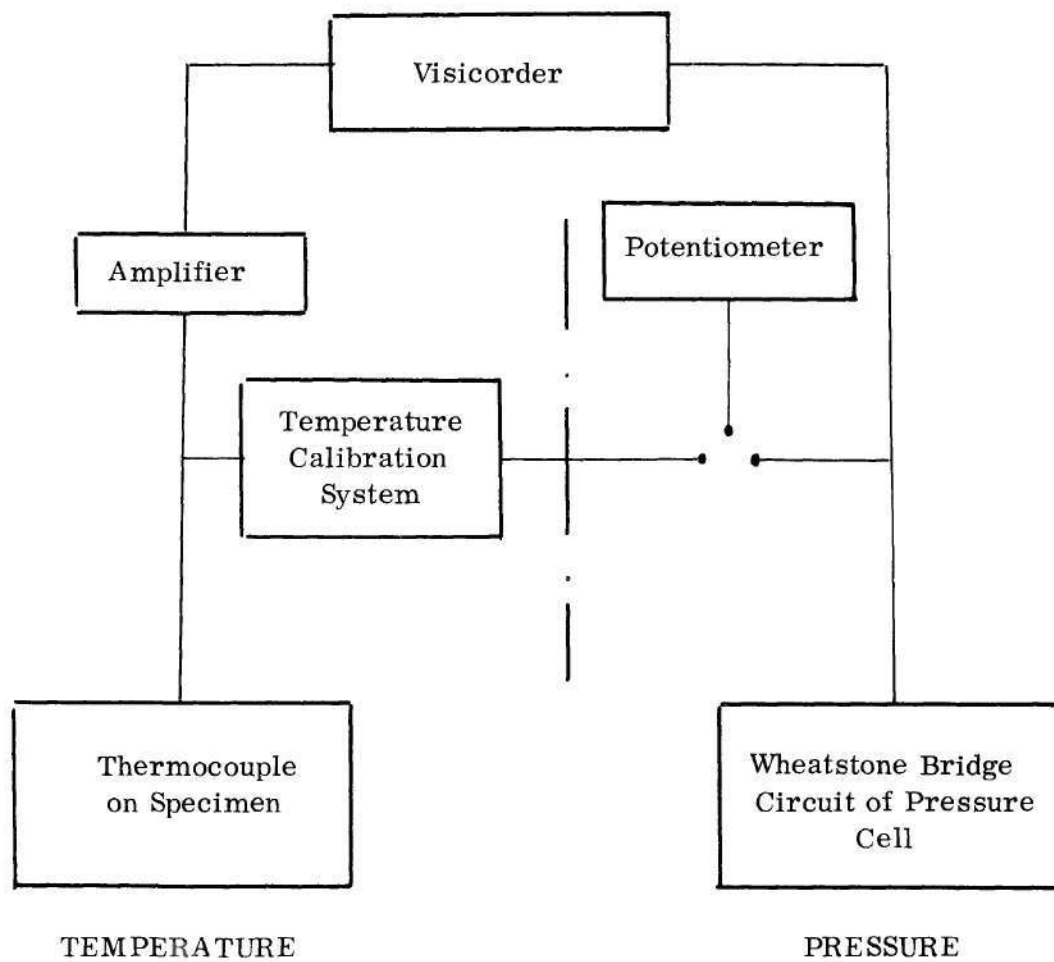 Visicorder
Amplifier
Potentiometer
Temperature
Calibration
System
Thermocouple
on Specimen
Wheatstone Bridge
Circuit of Pressure
Cell
TEMPERATURE
PRESSURE